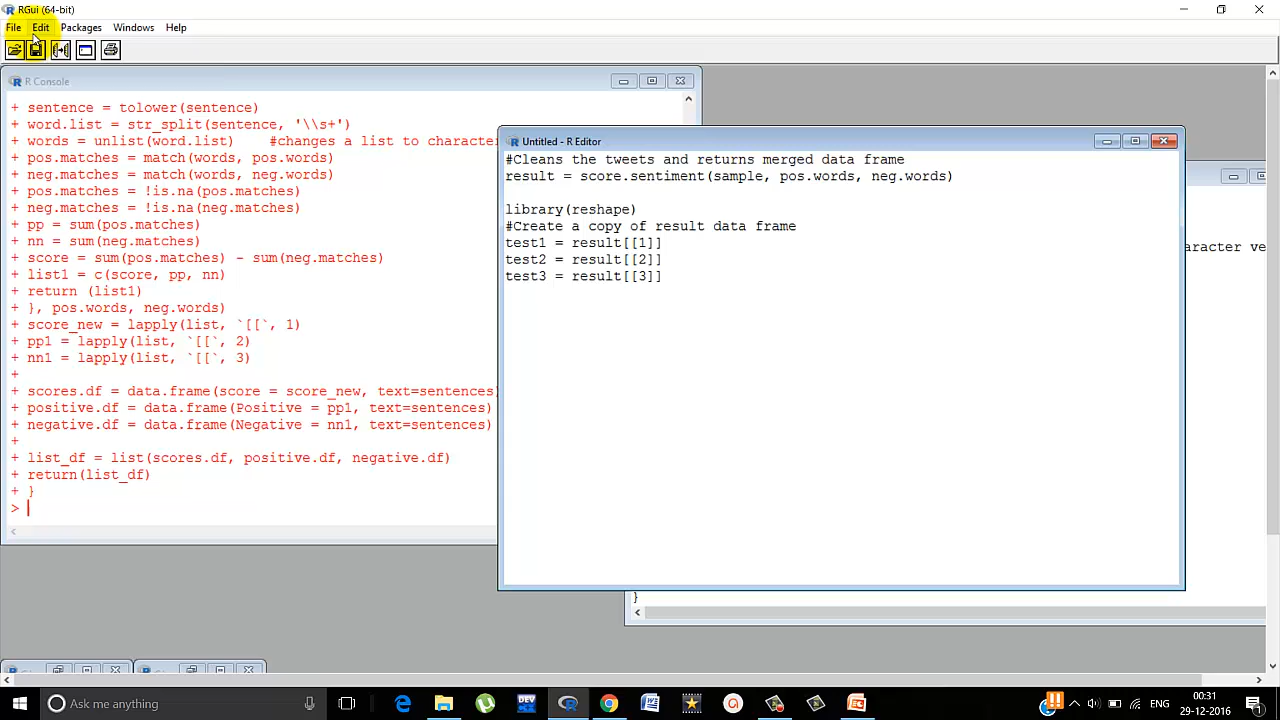 RGui (64-bit)
File Edit Packages Windows Help
R Console
+ sentence = tolower(sentence)
+ word.list = str_split(sentence, '\\s+')
+ words = unlist(word.list)    #changes a list to character
+ pos.matches = match(words, pos.words)
+ neg.matches = match(words, neg.words)
+ pos.matches = !is.na(pos.matches)
+ neg.matches = !is.na(neg.matches)
+ pp = sum(pos.matches)
+ nn = sum(neg.matches)
+ score = sum(pos.matches) - sum(neg.matches)
+ list1 = c(score, pp, nn)
+ return (list1)
+ }, pos.words, neg.words)
+ score_new = lapply(list, `[[`, 1)
+ pp1 = lapply(list, `[[`, 2)
+ nn1 = lapply(list, `[[`, 3)
+
+ scores.df = data.frame(score = score_new, text=sentences)
+ positive.df = data.frame(Positive = pp1, text=sentences)
+ negative.df = data.frame(Negative = nn1, text=sentences)
+
+ list_df = list(scores.df, positive.df, negative.df)
+ return(list_df)
+ }
>
Untitled - R Editor
#Cleans the tweets and returns merged data frame
result = score.sentiment(sample, pos.words, neg.words)
library(reshape)
#Create a copy of result data frame
test1 = result[[1]]
test2 = result[[2]]
test3 = result[[3]]
aracter ve
}
Ask me anything
DEV
ENG
00:31
29-12-2016